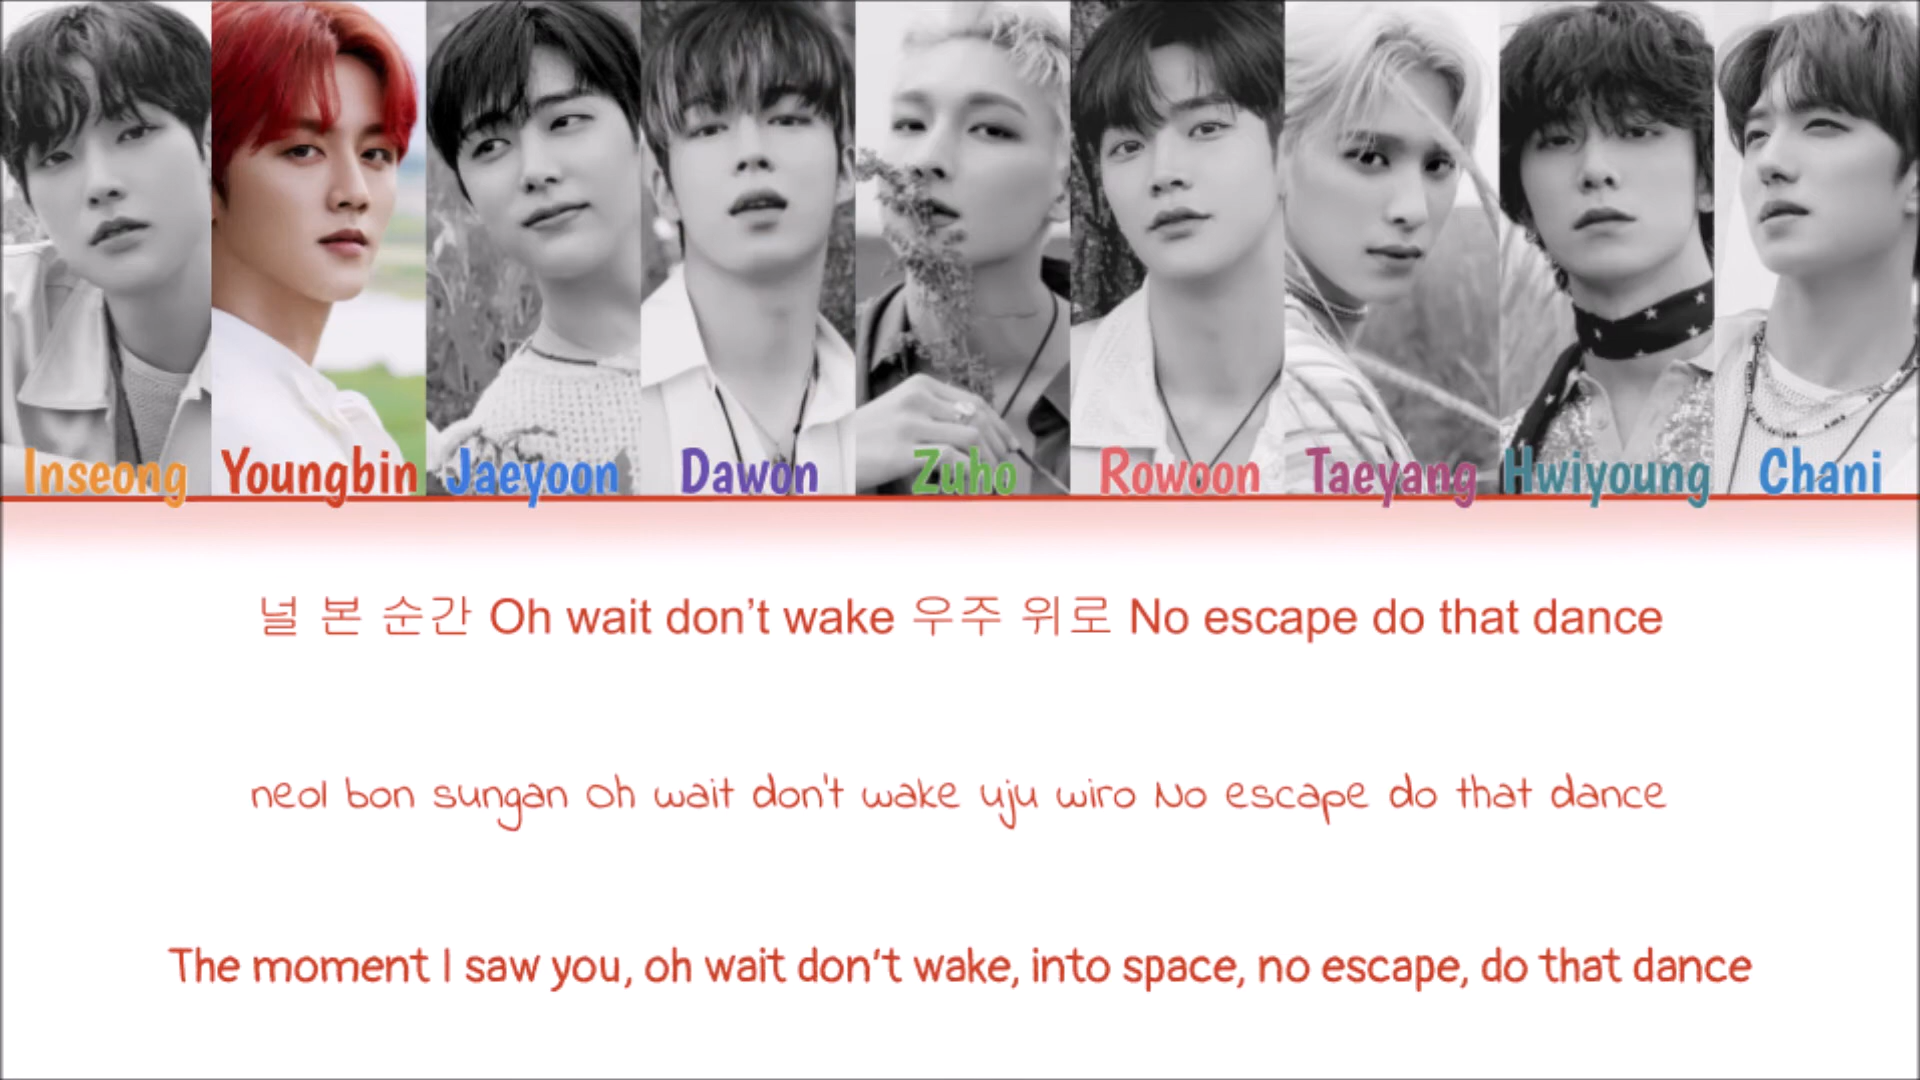 Inseong Youngbin Jaeyoon Dawon Zuho Rowoon Taeyang Hwiyoung Chani
널 본 순간 Oh wait don’t wake 우주 위로 No escape do that dance
neol bon sungan Oh wait don't wake uju wiro No escape do that dance
The moment I saw you, oh wait don’t wake, into space, no escape, do that dance